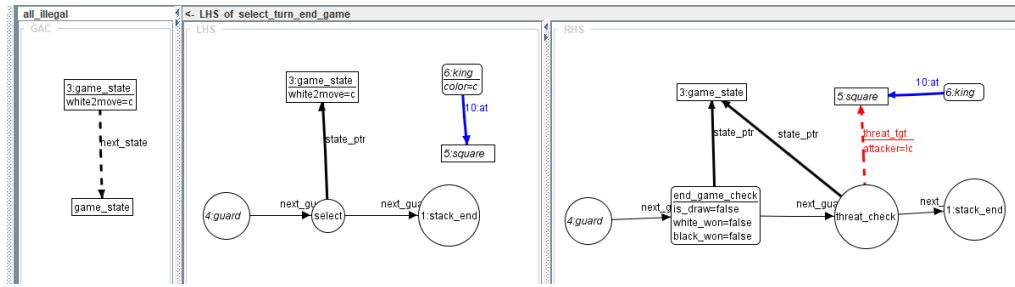 all_illegal
<- LHS of select_turn_end_game
GAC
3:game_state
white2move=c
next_state
game_state
LHS
3:game_state
white2move=c
6:king
color=c
10:at
state_ptr
5:square
next_gu
4:guard
select
next_gua
1:stack_end
RHS
3:game_state
10:at
6:king
5:square
state_ptr
state_ptr
threat_tgt
attacker=!c
end_game_check
is_draw=false
white_won=false
black_won=false
next_g
4:guard
next_gua
threat_check
next_
1:stack_end